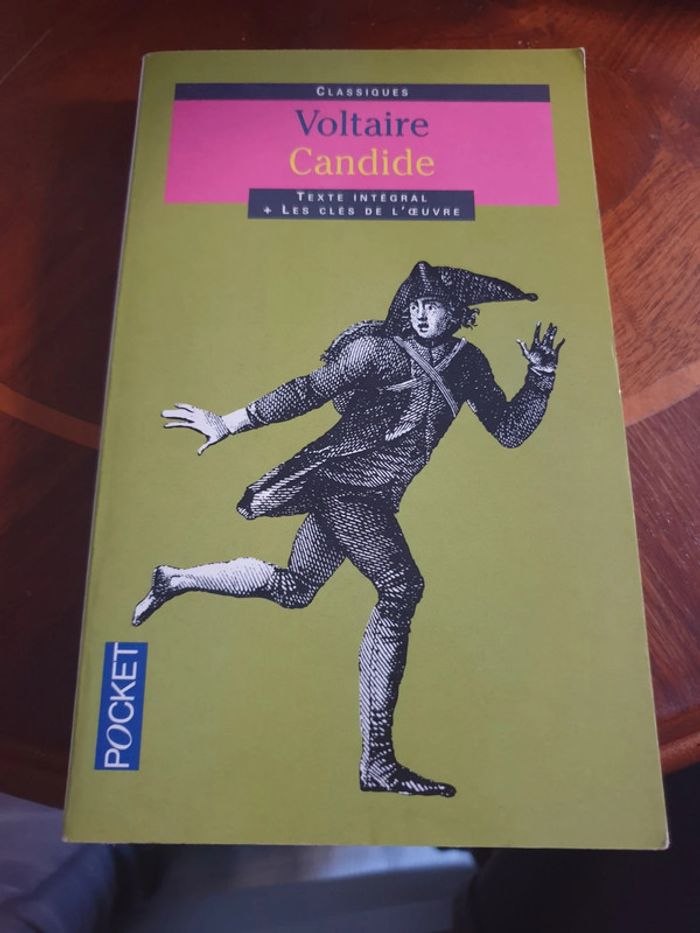 CLASSIQUES
Voltaire
Candide
TEXTE INTÉGRAL
+ LES CLÉS DE L'ŒUVRE
POCKET